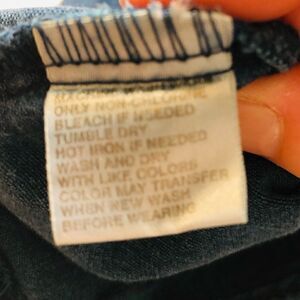 ONLY NON-CHLORINE
BLEACH IF NEEDED
TUMBLE DRY
HOT IRON IF NEEDED
WASH AND DRY
WITH LIKE COLORS
COLOR MAY TRANSFER
WHEN NEW WASH
BEFORE WEARING